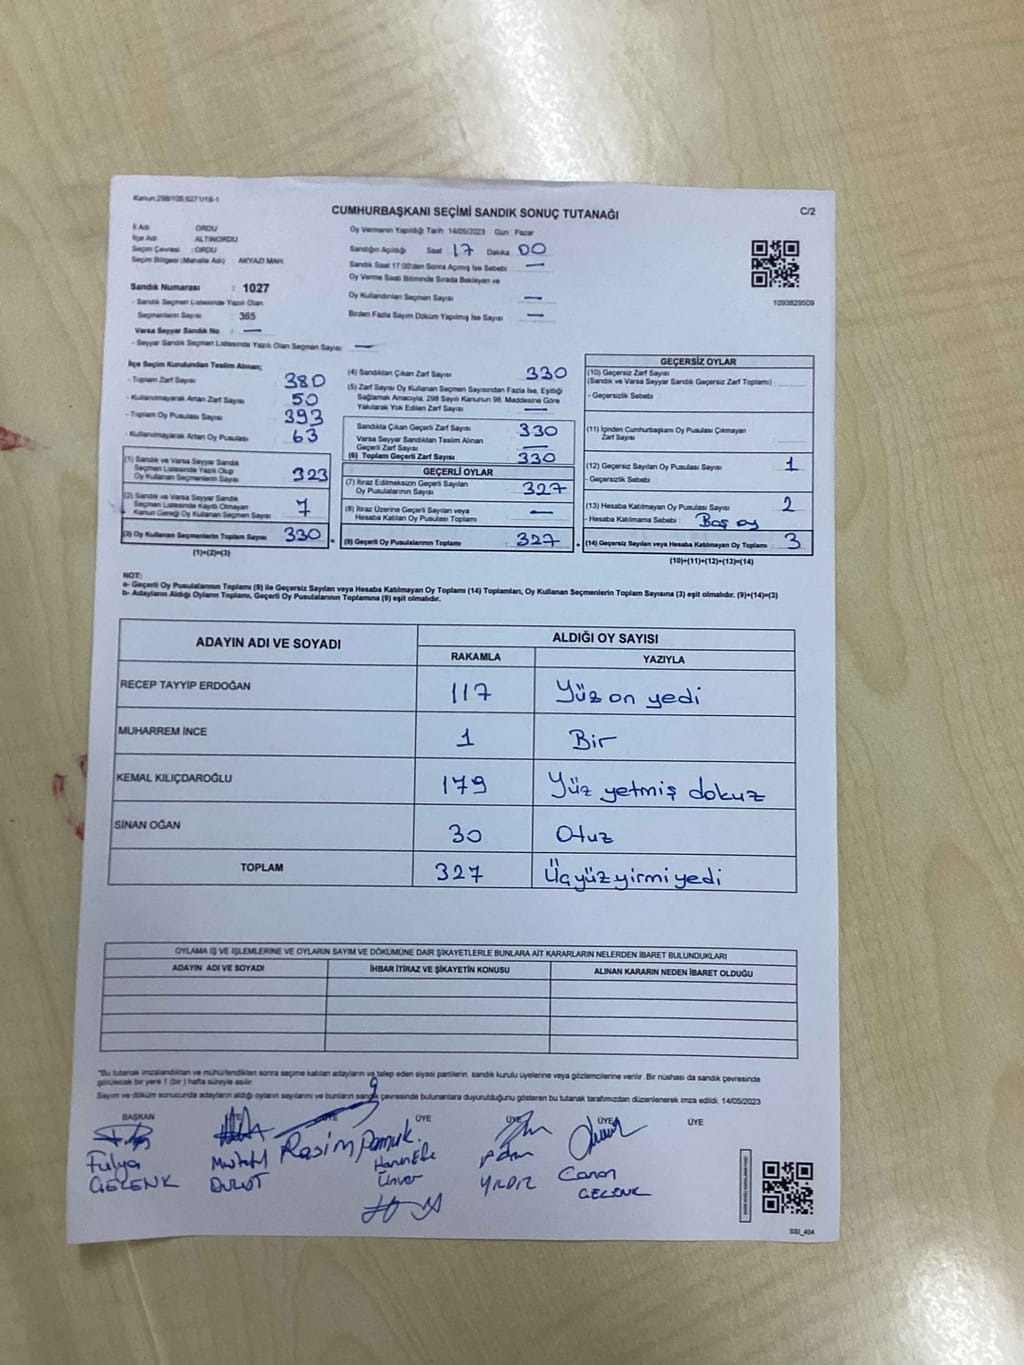 Kanun:298/105;6271/18-1
CUMHURBAŞKANI SEÇİMİ SANDIK SONUÇ TUTANAĞI
C/2
İl Adı ORDU
İlçe Adı ALTINORDU
Seçim Çevresi :ORDU
Seçim Bölgesi (Mahalle Adı) : AKYAZI MAH.
Sandık Numarası : 1027
- Sandık Seçmen Listesinde Yazılı Olan
Seçmenlerin Sayısı : 365
Varsa Seyyar Sandık No : —
- Seyyar Sandık Seçmen Listesinde Yazılı Olan Seçmen Sayısı: —
Oy Vermenin Yapıldığı Tarih :14/05/2023 Gün : Pazar
Sandığın Açıldığı Saat 17 Dakika 00
Sandık Saat 17:00'den Sonra Açılmış İse Sebebi —
Oy Verme Saati Bitiminde Sırada Bekleyen ve
Oy Kullandırılan Seçmen Sayısı —
Birden Fazla Sayım Döküm Yapılmış İse Sayısı —
1093829509
İlçe Seçim Kurulundan Teslim Alınan;
- Toplam Zarf Sayısı 380
- Kullanılmayarak Artan Zarf Sayısı 50
- Toplam Oy Pusulası Sayısı 393
- Kullanılmayarak Artan Oy Pusulası 63
(1) Sandık ve Varsa Seyyar Sandık
Seçmen Listesinde Yazılı Olup
Oy Kullanan Seçmenlerin Sayısı 323
(2) Sandık ve Varsa Seyyar Sandık
Seçmen Listesinde Kayıtlı Olmayan
Kanun Gereği Oy Kullanan Seçmen Sayısı 7
(3) Oy Kullanan Seçmenlerin Toplam Sayısı 330 =
(1)+(2)=(3)
(4) Sandıktan Çıkan Zarf Sayısı 330
(5) Zarf Sayısı Oy Kullanan Seçmen Sayısından Fazla İse, Eşitliği
Sağlamak Amacıyla, 298 Sayılı Kanunun 98. Maddesine Göre
Yakılarak Yok Edilen Zarf Sayısı —
Sandıkla Çıkan Geçerli Zarf Sayısı 330
Varsa Seyyar Sandıktan Teslim Alınan
Geçerli Zarf Sayısı —
(6) Toplam Geçerli Zarf Sayısı 330
GEÇERLİ OYLAR
(7) İtiraz Edilmeksizin Geçerli Sayılan
Oy Pusulalarının Sayısı 327
(8) İtiraz Üzerine Geçerli Sayılan veya
Hesaba Katılan Oy Pusulası Toplamı —
(9) Geçerli Oy Pusulalarının Toplamı 327 +
GEÇERSİZ OYLAR
(10) Geçersiz Zarf Sayısı
(Sandık ve Varsa Seyyar Sandık Geçersiz Zarf Toplamı)
- Geçersizlik Sebebi
(11) İçinden Cumhurbaşkanı Oy Pusulası Çıkmayan
Zarf Sayısı
(12) Geçersiz Sayılan Oy Pusulası Sayısı 1
- Geçersizlik Sebebi
(13) Hesaba Katılmayan Oy Pusulası Sayısı 2
- Hesaba Katılmama Sebebi : Boş oy
(14) Geçersiz Sayılan veya Hesaba Katılmayan Oy Toplamı 3
(10)+(11)+(12)+(13)=(14)
NOT:
a- Geçerli Oy Pusulalarının Toplamı (9) ile Geçersiz Sayılan veya Hesaba Katılmayan Oy Toplamı (14) Toplamları, Oy Kullanan Seçmenlerin Toplam Sayısına (3) eşit olmalıdır. (9)+(14)=(3)
b- Adayların Aldığı Oyların Toplamı, Geçerli Oy Pusulalarının Toplamına (9) eşit olmalıdır.
ADAYIN ADI VE SOYADI
ALDIĞI OY SAYISI
RAKAMLA YAZIYLA
RECEP TAYYİP ERDOĞAN 117 Yüz on yedi
MUHARREM İNCE 1 Bir
KEMAL KILIÇDAROĞLU 179 Yüz yetmiş dokuz
SİNAN OĞAN 30 Otuz
TOPLAM 327 Üçyüzyirmiyedi
OYLAMA İŞ VE İŞLEMLERİNE VE OYLARIN SAYIM VE DÖKÜMÜNE DAİR ŞİKAYETLERLE BUNLARA AİT KARARLARIN NELERDEN İBARET BULUNDUKLARI
ADAYIN ADI VE SOYADI İHBAR İTİRAZ VE ŞİKAYETİN KONUSU ALINAN KARARIN NEDEN İBARET OLDUĞU
"Bu tutanak imzalandıktan ve mühürlendikten sonra seçime katılan adayların ve talep eden siyasi partilerin. sandık kurulu üyelerine veya gözlemcilerine verilir. Bir nüshası da sandık çevresinde
görülecek bir yere 1 (bir ) hafta süreyle asılır.
Sayım ve döküm sonucunda adayların aldığı oyların sayılarını ve bunların sandık çevresinde bulunanlara duyurulduğunu gösteren bu tutanak tarafımızdan düzenlenerek imza edildi. 14/05/2023
BAŞKAN ÜYE ÜYE ÜYE ÜYE ÜYE
Fulya
GELENK
DURUT
Rasim Pamuk.
Harun Efe
Ünver
YILDIZ
Canan
GELENK
SSI_404